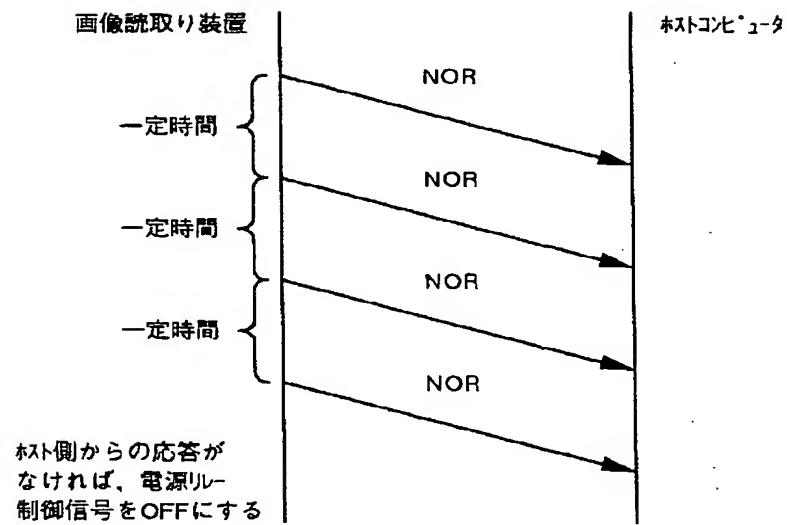 画像読取り装置
ホストコンピュータ
NOR
一定時間
NOR
一定時間
NOR
一定時間
NOR
ホスト側からの応答が
なければ、電源リレー
制御信号をOFFにする